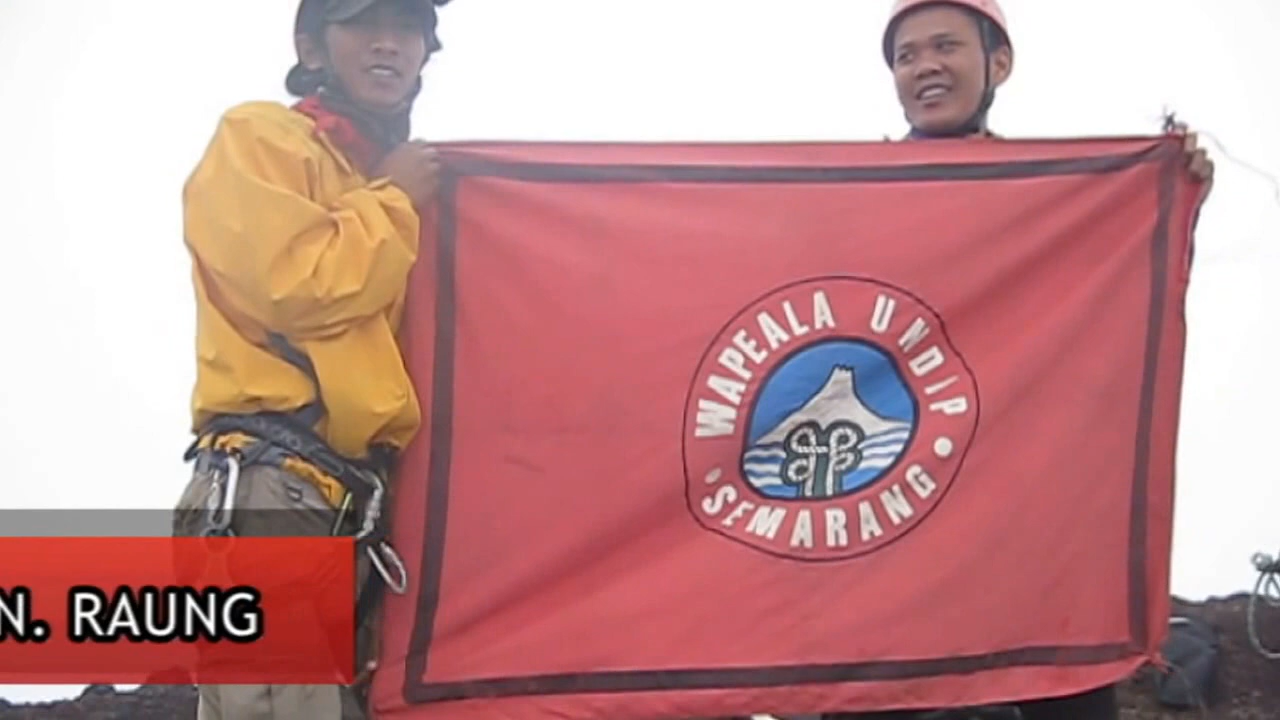 WAPEALA UNDIP
• SEMARANG •
N. RAUNG